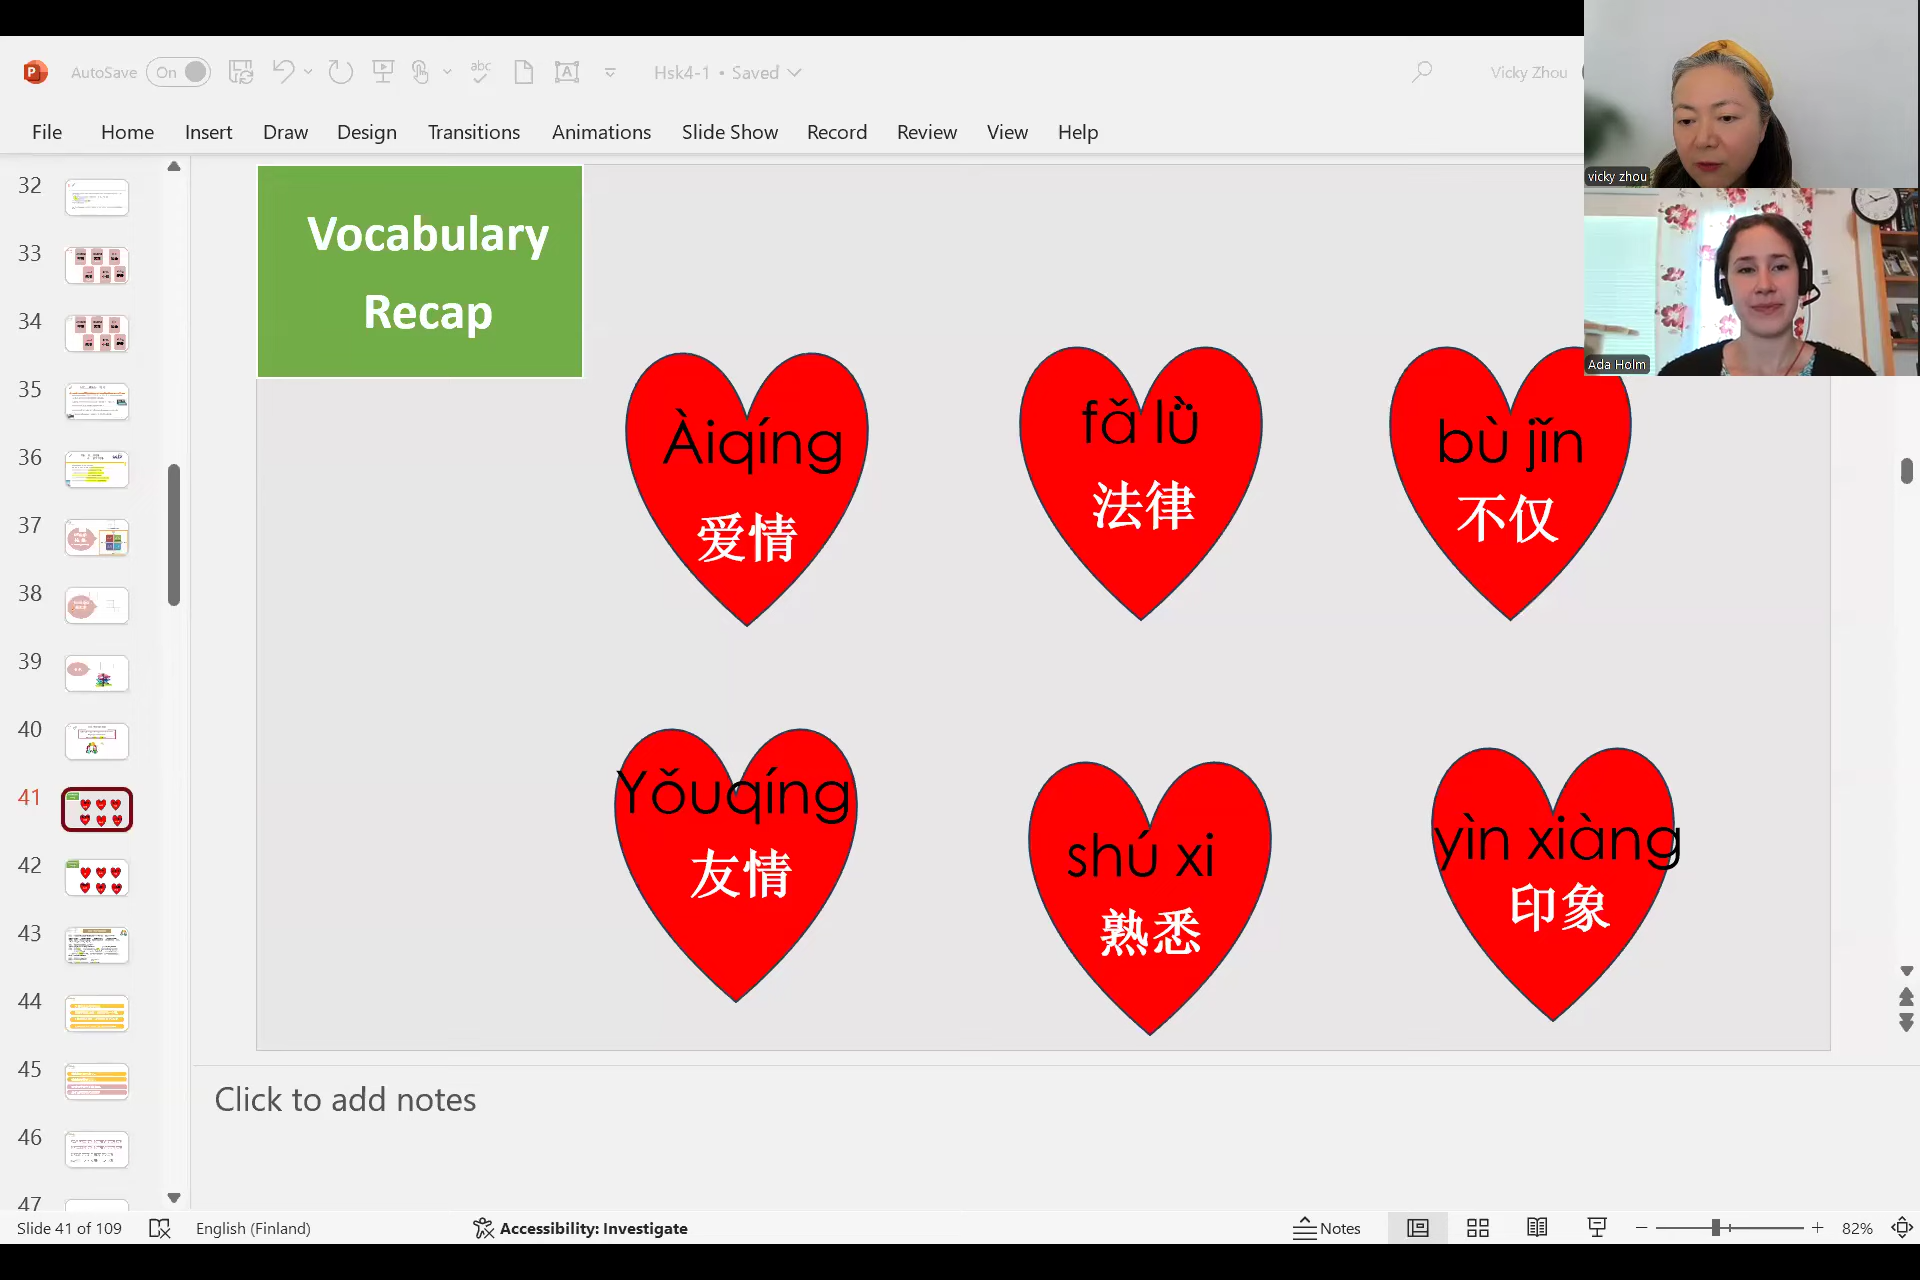 AutoSave
On
Hsk4-1 • Saved
Vicky Zhou
File Home Insert Draw Design Transitions Animations Slide Show Record Review View Help
vicky zhou
Ada Holm
32
33
34
35
36
37
38
39
40
41
42
43
44
45
46
47
Vocabulary
Recap
Àiqíng
爱情
fǎ lǜ
法律
bù jǐn
不仅
Yǒuqíng
友情
shú xi
熟悉
yìn xiàng
印象
Click to add notes
Slide 41 of 109
English (Finland)
Accessibility: Investigate
Notes
82%